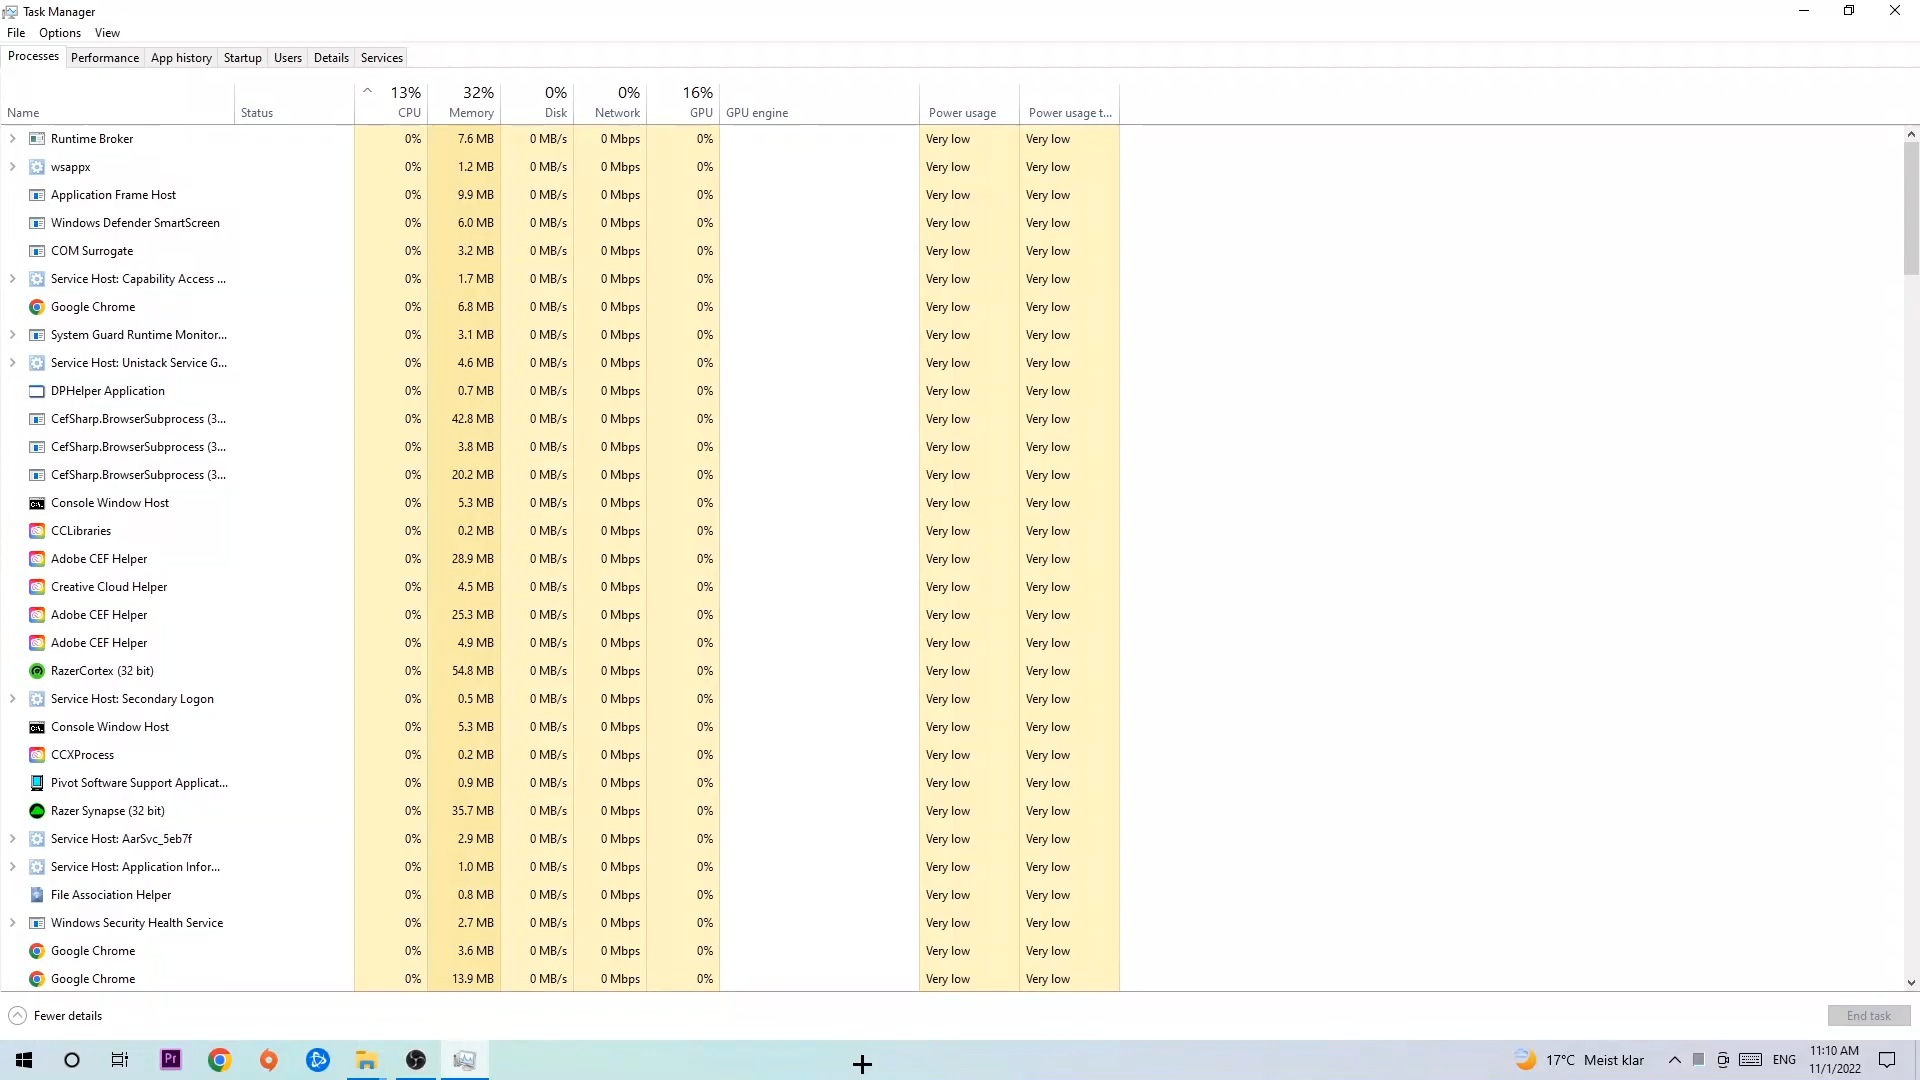 Task Manager
File Options View
Processes Performance App history Startup Users Details Services
13% 32% 0% 0% 16%
Name Status CPU Memory Disk Network GPU GPU engine Power usage Power usage t...
Runtime Broker 0% 7.6 MB 0 MB/s 0 Mbps 0% Very low Very low
wsappx 0% 1.2 MB 0 MB/s 0 Mbps 0% Very low Very low
Application Frame Host 0% 9.9 MB 0 MB/s 0 Mbps 0% Very low Very low
Windows Defender SmartScreen 0% 6.0 MB 0 MB/s 0 Mbps 0% Very low Very low
COM Surrogate 0% 3.2 MB 0 MB/s 0 Mbps 0% Very low Very low
Service Host: Capability Access ... 0% 1.7 MB 0 MB/s 0 Mbps 0% Very low Very low
Google Chrome 0% 6.8 MB 0 MB/s 0 Mbps 0% Very low Very low
System Guard Runtime Monitor... 0% 3.1 MB 0 MB/s 0 Mbps 0% Very low Very low
Service Host: Unistack Service G... 0% 4.6 MB 0 MB/s 0 Mbps 0% Very low Very low
DPHelper Application 0% 0.7 MB 0 MB/s 0 Mbps 0% Very low Very low
CefSharp.BrowserSubprocess (3... 0% 42.8 MB 0 MB/s 0 Mbps 0% Very low Very low
CefSharp.BrowserSubprocess (3... 0% 3.8 MB 0 MB/s 0 Mbps 0% Very low Very low
CefSharp.BrowserSubprocess (3... 0% 20.2 MB 0 MB/s 0 Mbps 0% Very low Very low
Console Window Host 0% 5.3 MB 0 MB/s 0 Mbps 0% Very low Very low
CCLibraries 0% 0.2 MB 0 MB/s 0 Mbps 0% Very low Very low
Adobe CEF Helper 0% 28.9 MB 0 MB/s 0 Mbps 0% Very low Very low
Creative Cloud Helper 0% 4.5 MB 0 MB/s 0 Mbps 0% Very low Very low
Adobe CEF Helper 0% 25.3 MB 0 MB/s 0 Mbps 0% Very low Very low
Adobe CEF Helper 0% 4.9 MB 0 MB/s 0 Mbps 0% Very low Very low
RazerCortex (32 bit) 0% 54.8 MB 0 MB/s 0 Mbps 0% Very low Very low
Service Host: Secondary Logon 0% 0.5 MB 0 MB/s 0 Mbps 0% Very low Very low
Console Window Host 0% 5.3 MB 0 MB/s 0 Mbps 0% Very low Very low
CCXProcess 0% 0.2 MB 0 MB/s 0 Mbps 0% Very low Very low
Pivot Software Support Applicat... 0% 0.9 MB 0 MB/s 0 Mbps 0% Very low Very low
Razer Synapse (32 bit) 0% 35.7 MB 0 MB/s 0 Mbps 0% Very low Very low
Service Host: AarSvc_5eb7f 0% 2.9 MB 0 MB/s 0 Mbps 0% Very low Very low
Service Host: Application Infor... 0% 1.0 MB 0 MB/s 0 Mbps 0% Very low Very low
File Association Helper 0% 0.8 MB 0 MB/s 0 Mbps 0% Very low Very low
Windows Security Health Service 0% 2.7 MB 0 MB/s 0 Mbps 0% Very low Very low
Google Chrome 0% 3.6 MB 0 MB/s 0 Mbps 0% Very low Very low
Google Chrome 0% 13.9 MB 0 MB/s 0 Mbps 0% Very low Very low
Fewer details End task
Pr 17°C Meist klar ENG 11:10 AM
11/1/2022